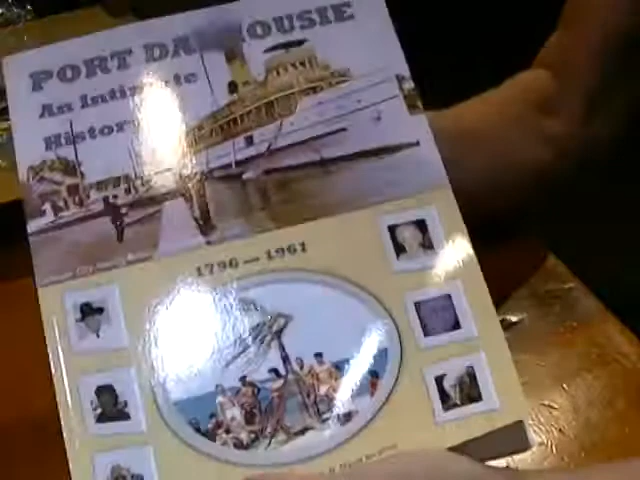 PORT DALHOUSIE
An Intimate
History
1796 — 1961